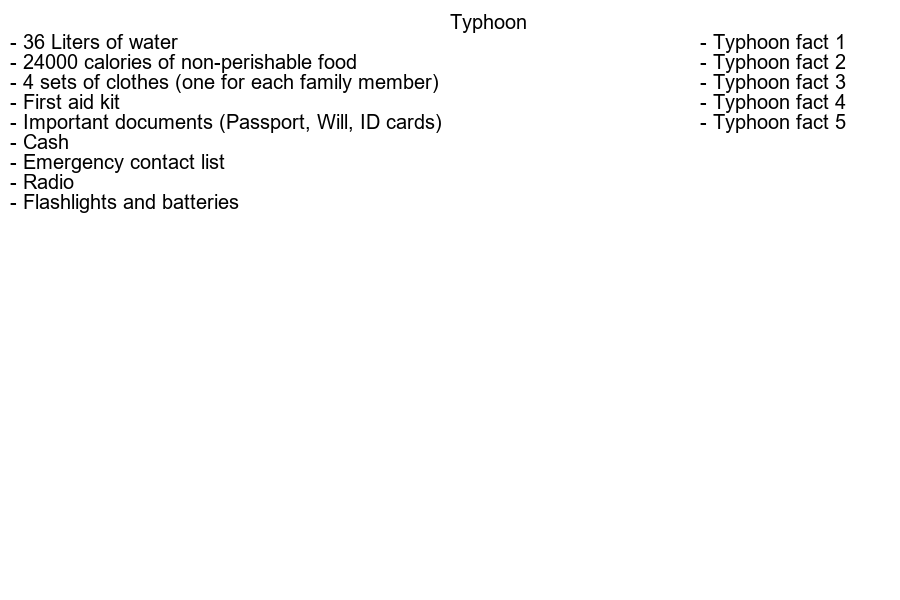 Typhoon
- 36 Liters of water
- 24000 calories of non-perishable food
- 4 sets of clothes (one for each family member)
- First aid kit
- Important documents (Passport, Will, ID cards)
- Cash
- Emergency contact list
- Radio
- Flashlights and batteries
- Typhoon fact 1
- Typhoon fact 2
- Typhoon fact 3
- Typhoon fact 4
- Typhoon fact 5